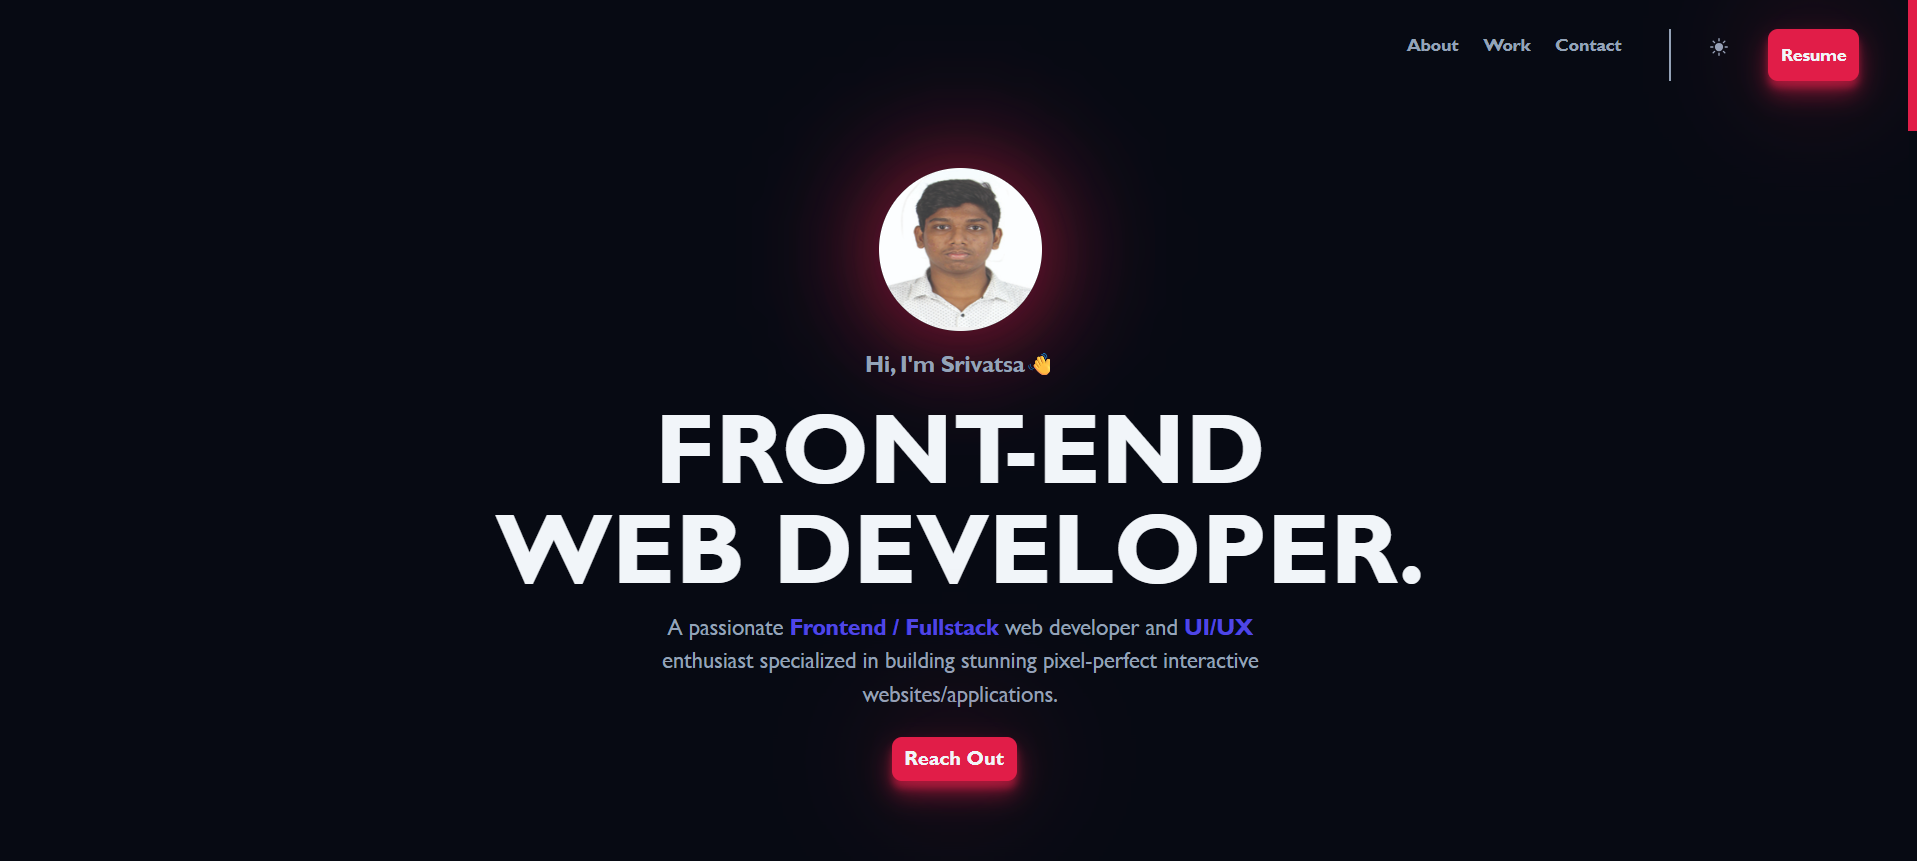 About Work Contact Resume
Hi, I'm Srivatsa 👋
FRONT-END
WEB DEVELOPER.
A passionate Frontend / Fullstack web developer and UI/UX
enthusiast specialized in building stunning pixel-perfect interactive
websites/applications.
Reach Out